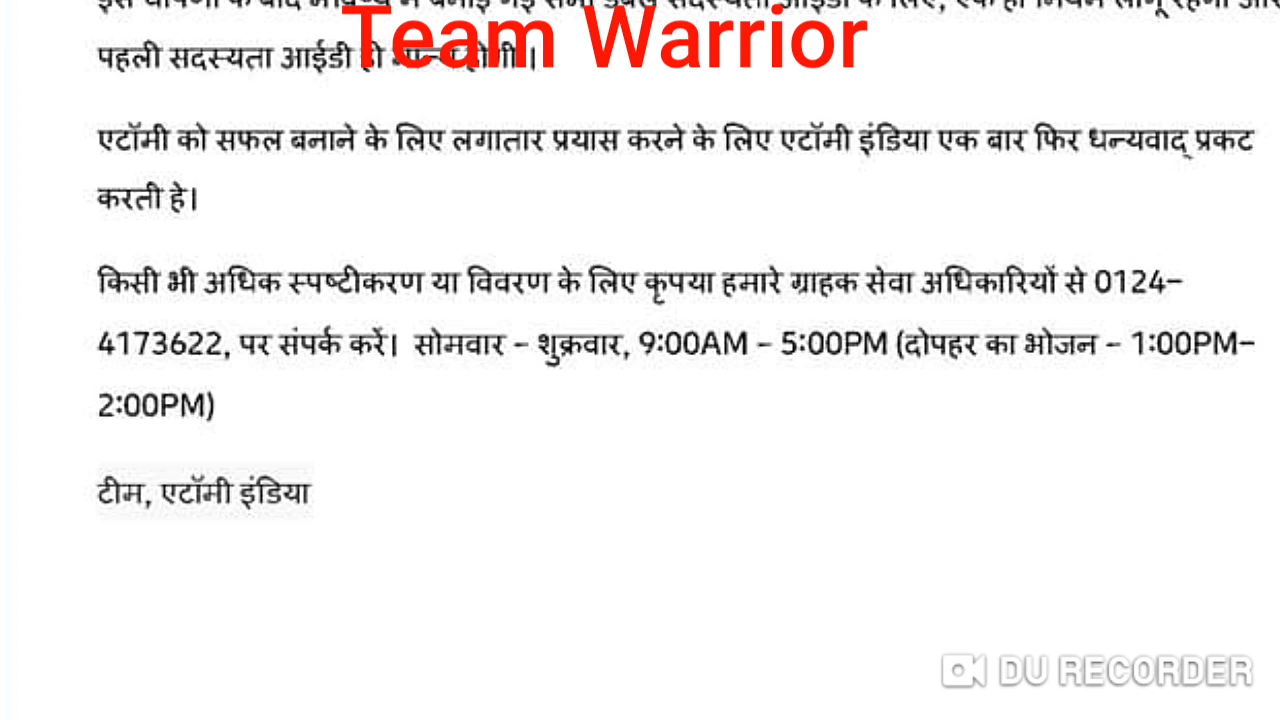 Team Warrior
पहली सदस्यता आईडी ही मान्य होगी।
एटॉमी को सफल बनाने के लिए लगातार प्रयास करने के लिए एटॉमी इंडिया एक बार फिर धन्यवाद् प्रकट
करती हे।
किसी भी अधिक स्पष्टीकरण या विवरण के लिए कृपया हमारे ग्राहक सेवा अधिकारियों से 0124-
4173622, पर संपर्क करें। सोमवार - शुक्रवार, 9:00AM - 5:00PM (दोपहर का भोजन - 1:00PM-
2:00PM)
टीम, एटॉमी इंडिया
DU RECORDER